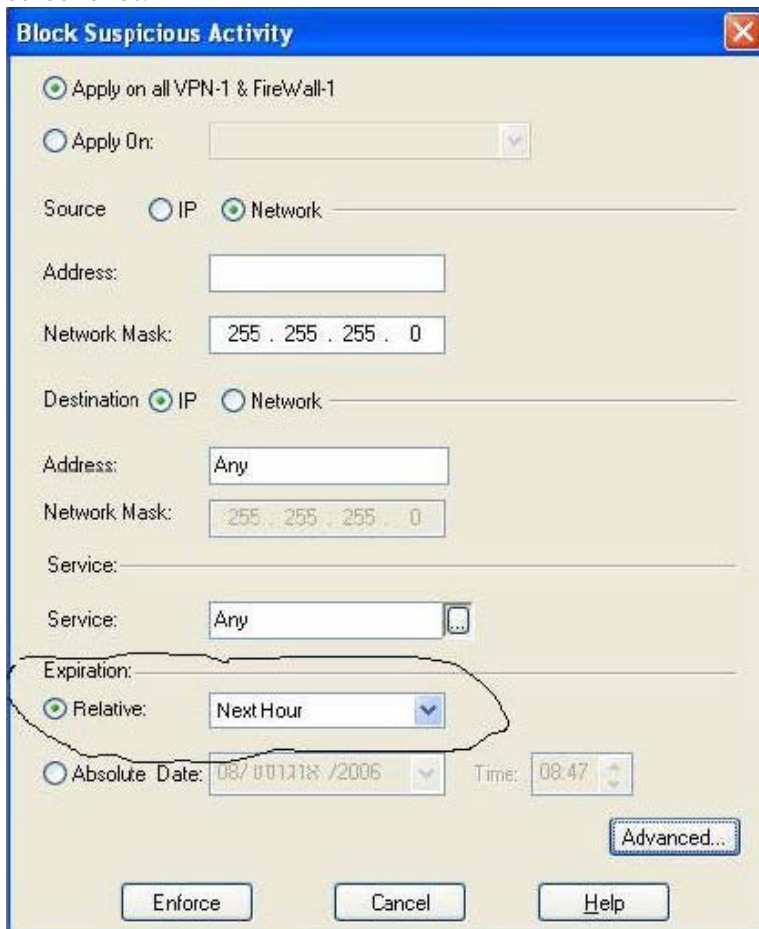 Block Suspicious Activity
Apply on all VPN-1 & FireWall-1
Apply On:
Source IP Network
Address:
Network Mask: 255 . 255 . 255 . 0
Destination IP Network
Address: Any
Network Mask: 255 . 255 . 255 . 0
Service:
Service: Any ...
Expiration:
Relative: Next Hour
Absolute Date: 08/ אוגוסט /2006 Time: 08:47
Advanced...
Enforce Cancel Help